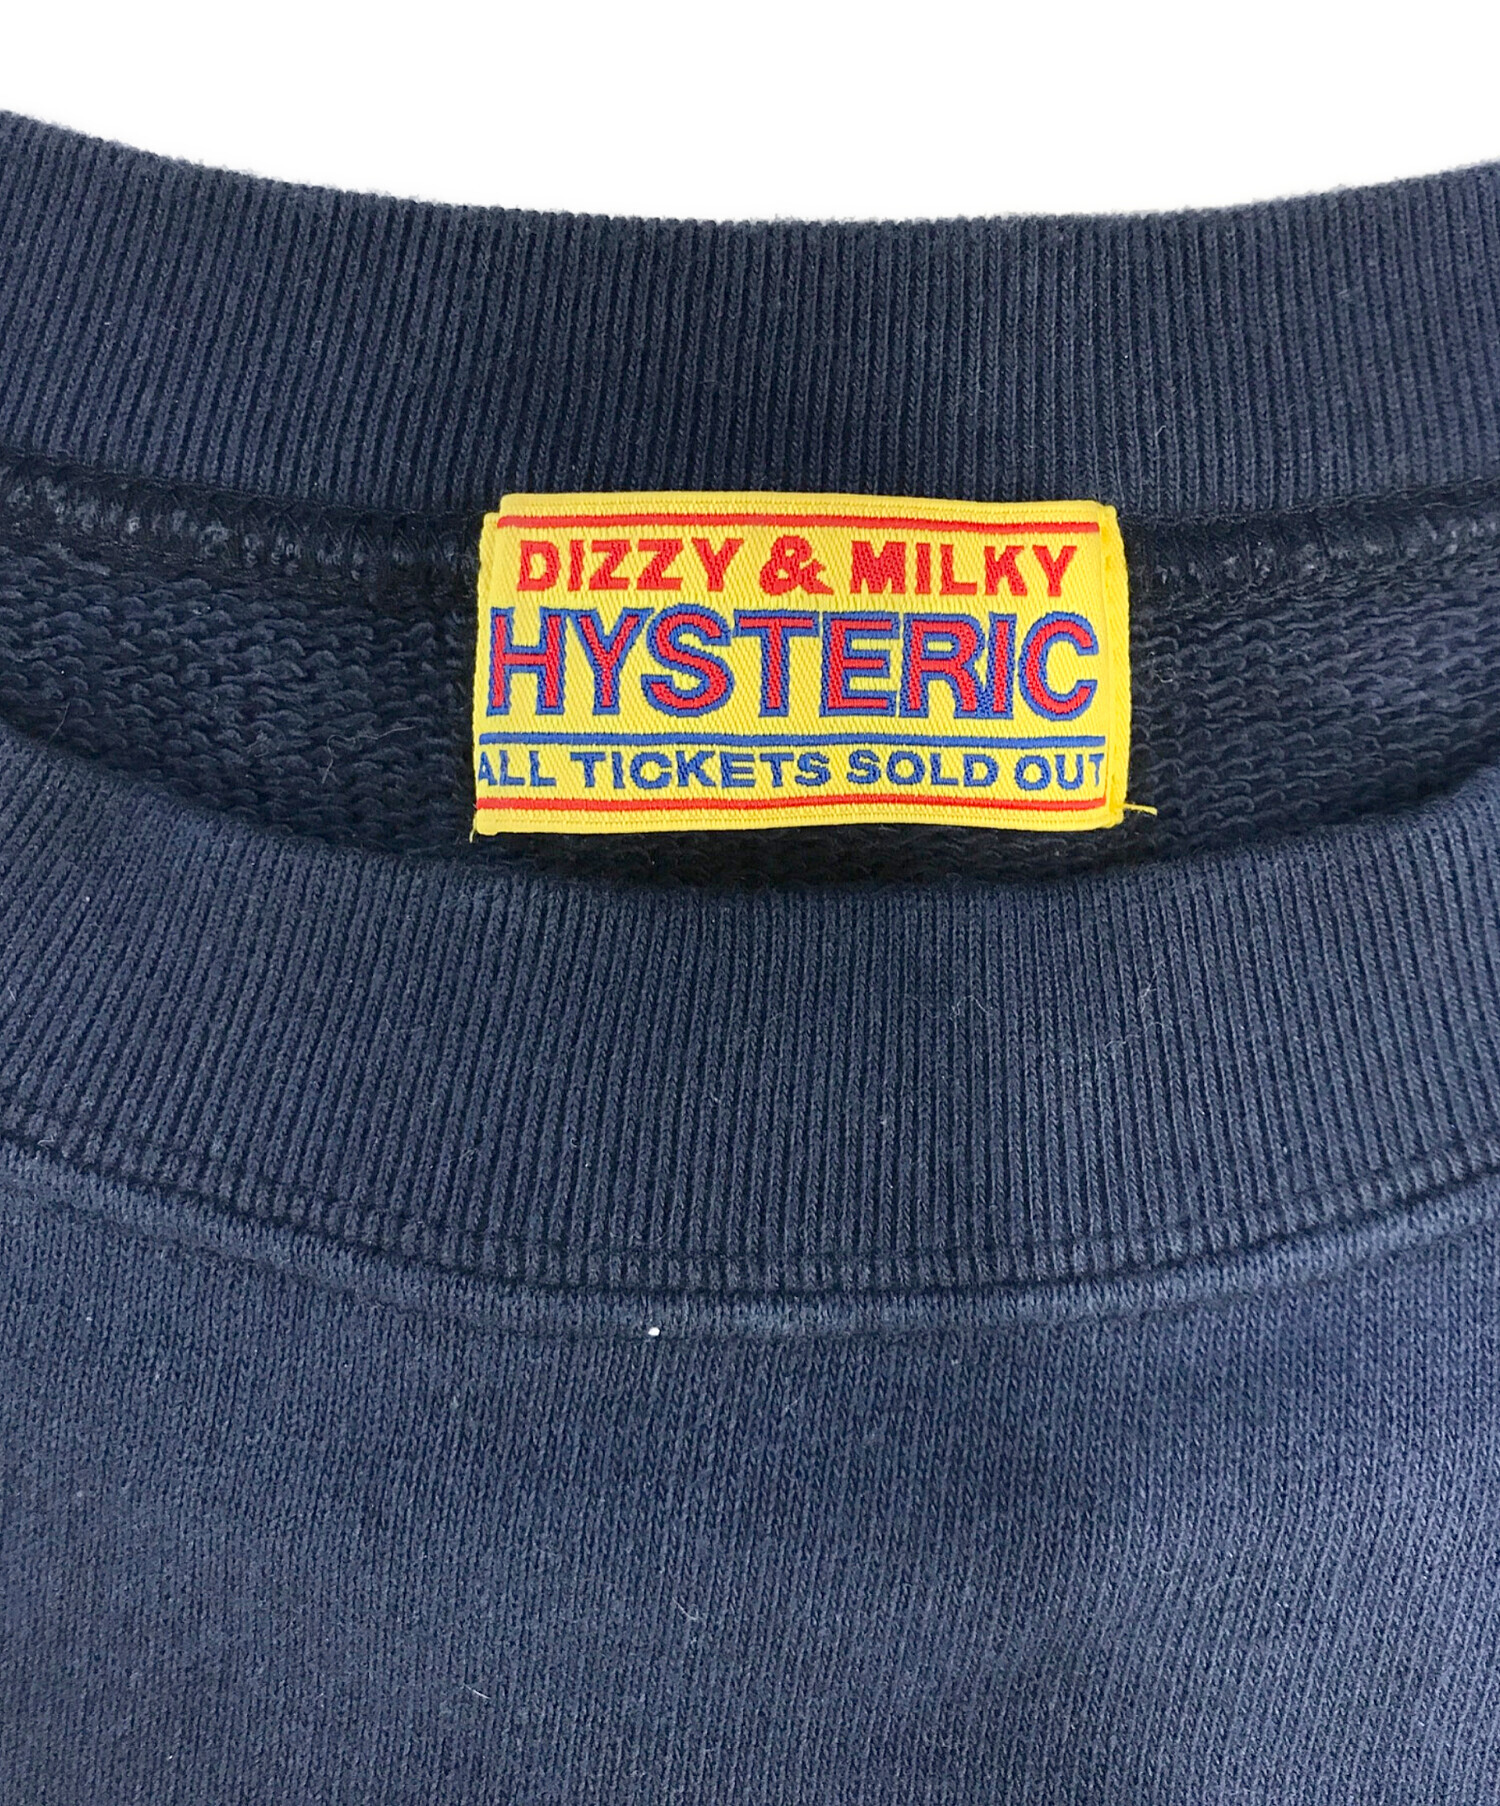 DIZZY & MILKY
HYSTERIC
ALL TICKETS SOLD OUT